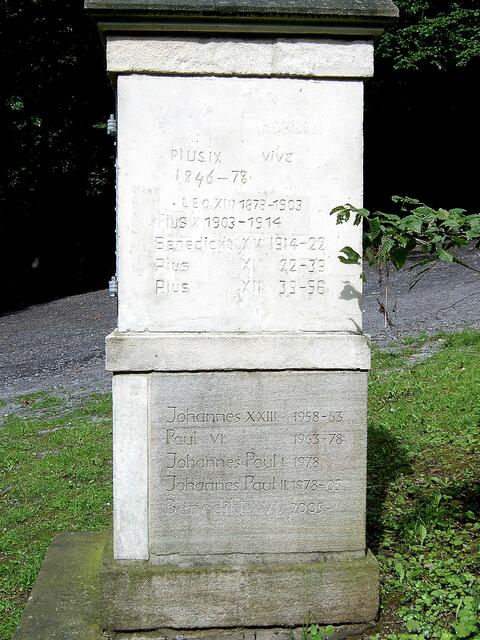 PIUS IX VIVE
1846-78
• LEO XIII 1878-1903
Pius X 1903-1914
Benedickt XV 1914-22
Pius XI 22-39
Pius XII 39-58
Johannes XXIII. 1958-63
Paul VI. 1963-78
Johannes Paul I. 1978
Johannes Paul II. 1978-05
Benedikt XVI. 2005-